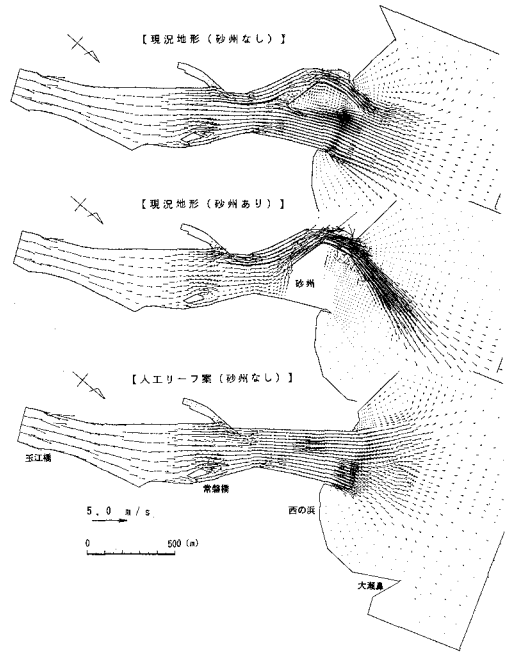 【現況地形(砂州なし)】
【現況地形(砂州あり)】
砂州
【人工リーフ案(砂州なし)】
玉江橋
常盤橋
5.0 m/s
西の浜
0 500(m)
大瀬鼻